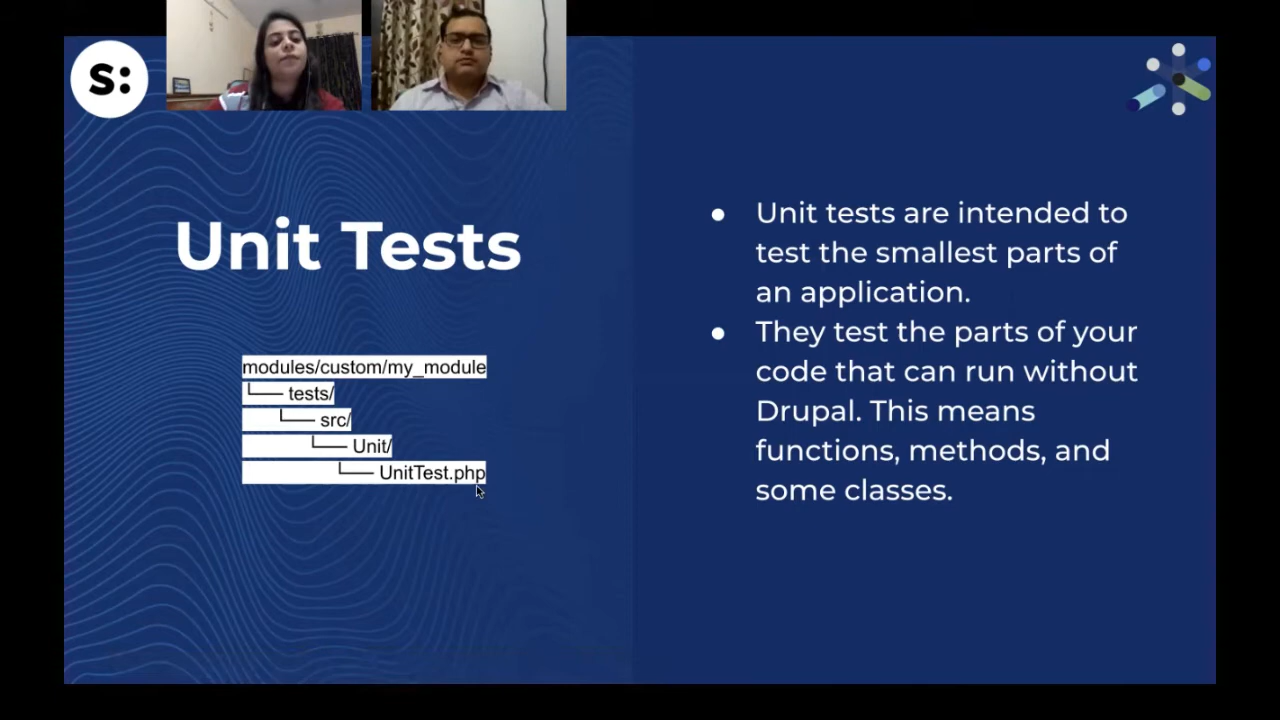 S:
Unit Tests
modules/custom/my_module
└── tests/
└── src/
└── Unit/
└── UnitTest.php
● Unit tests are intended to
test the smallest parts of
an application.
● They test the parts of your
code that can run without
Drupal. This means
functions, methods, and
some classes.